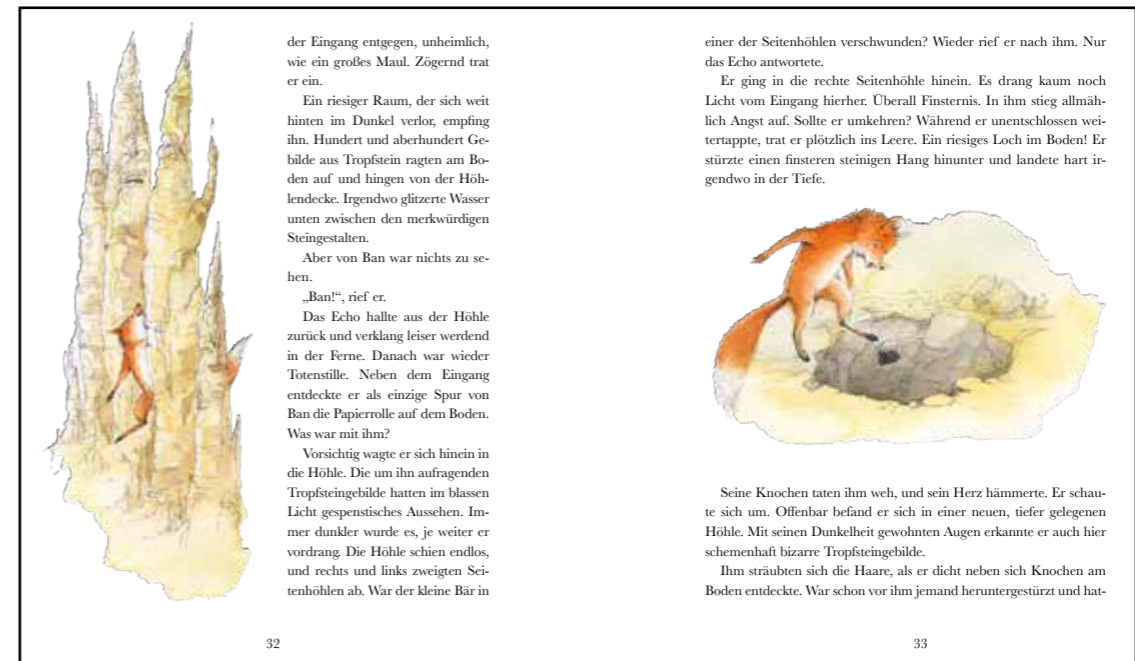 der Eingang entgegen, unheimlich,
wie ein großes Maul. Zögernd trat
er ein.
Ein riesiger Raum, der sich weit
hinten im Dunkel verlor, empfing
ihn. Hundert und aberhundert Ge-
bilde aus Tropfstein ragten am Bo-
den auf und hingen von der Höh-
lendecke. Irgendwo glitzerte Wasser
unten zwischen den merkwürdigen
Steingestalten.
Aber von Ban war nichts zu se-
hen.
„Ban!“, rief er.
Das Echo hallte aus der Höhle
zurück und verklang leiser werdend
in der Ferne. Danach war wieder
Totenstille. Neben dem Eingang
entdeckte er als einzige Spur von
Ban die Papierrolle auf dem Boden.
Was war mit ihm?
Vorsichtig wagte er sich hinein in
die Höhle. Die um ihn aufragenden
Tropfsteingebilde hatten im blassen
Licht gespenstisches Aussehen. Im-
mer dunkler wurde es, je weiter er
vordrang. Die Höhle schien endlos,
und rechts und links zweigten Sei-
tenhöhlen ab. War der kleine Bär in
32
einer der Seitenhöhlen verschwunden? Wieder rief er nach ihm. Nur
das Echo antwortete.
Er ging in die rechte Seitenhöhle hinein. Es drang kaum noch
Licht vom Eingang hierher. Überall Finsternis. In ihm stieg allmäh-
lich Angst auf. Sollte er umkehren? Während er unentschlossen wei-
tertappte, trat er plötzlich ins Leere. Ein riesiges Loch im Boden! Er
stürzte einen finsteren steinigen Hang hinunter und landete hart ir-
gendwo in der Tiefe.
Seine Knochen taten ihm weh, und sein Herz hämmerte. Er schau-
te sich um. Offenbar befand er sich in einer neuen, tiefer gelegenen
Höhle. Mit seinen Dunkelheit gewohnten Augen erkannte er auch hier
schemenhaft bizarre Tropfsteingebilde.
Ihm sträubten sich die Haare, als er dicht neben sich Knochen am
Boden entdeckte. War schon vor ihm jemand heruntergestürzt und hat-
33